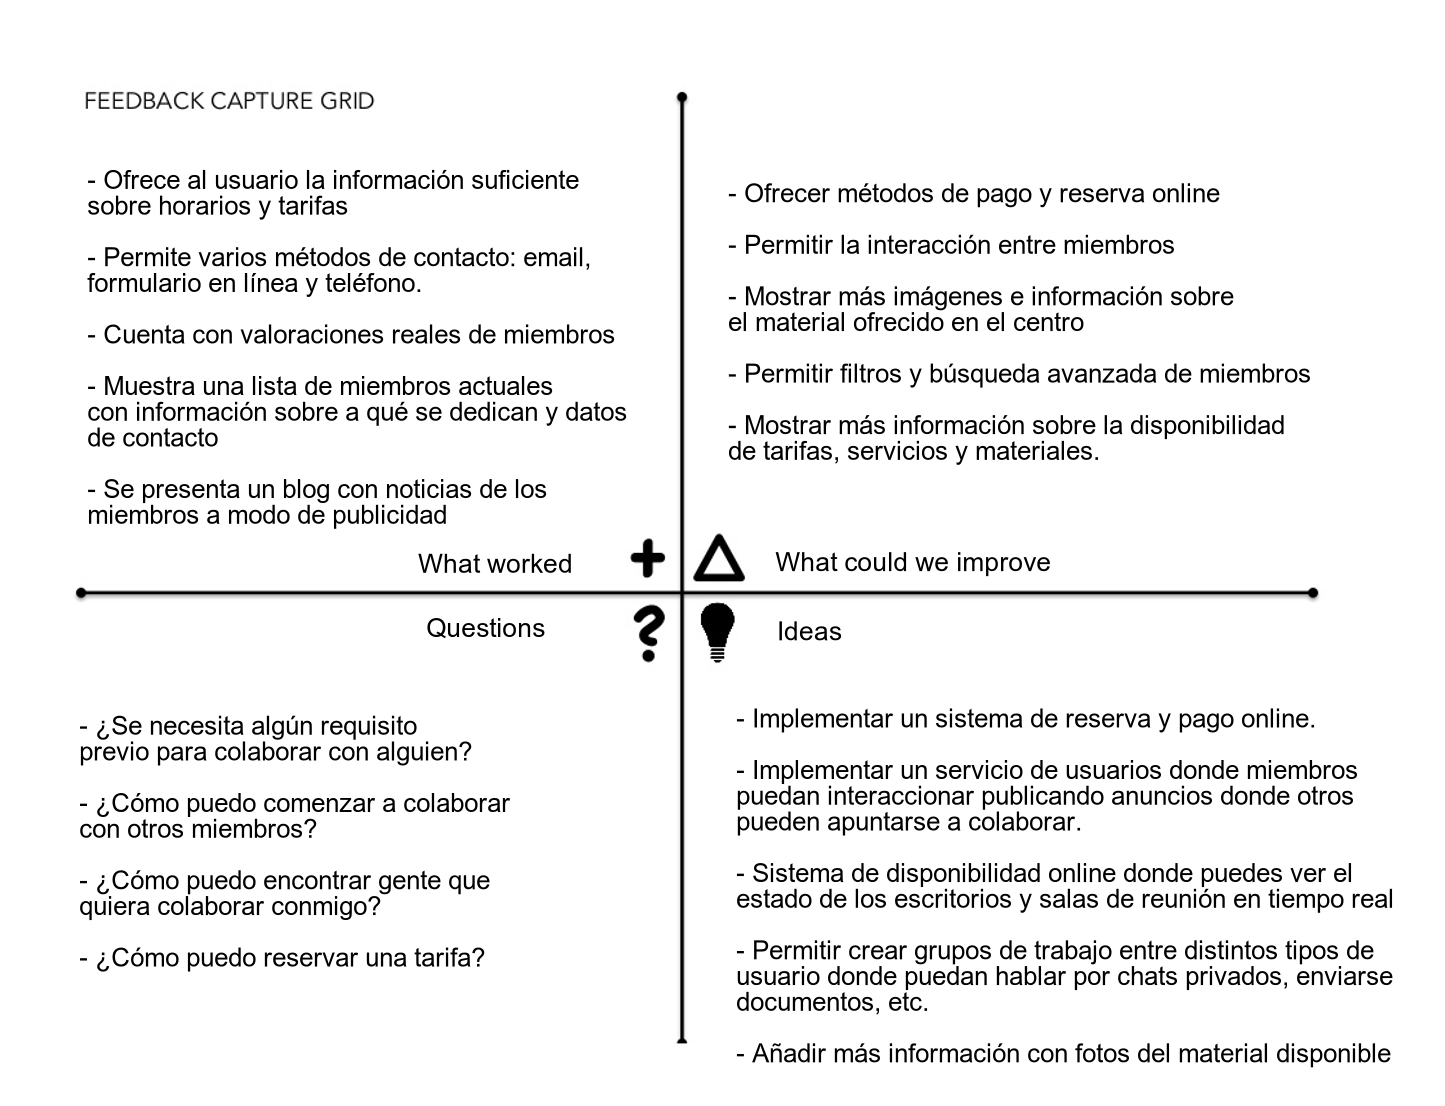 FEEDBACK CAPTURE GRID
- Ofrece al usuario la información suficiente
sobre horarios y tarifas
- Permite varios métodos de contacto: email,
formulario en línea y teléfono.
- Cuenta con valoraciones reales de miembros
- Muestra una lista de miembros actuales
con información sobre a qué se dedican y datos
de contacto
- Se presenta un blog con noticias de los
miembros a modo de publicidad
What worked
- Ofrecer métodos de pago y reserva online
- Permitir la interacción entre miembros
- Mostrar más imágenes e información sobre
el material ofrecido en el centro
- Permitir filtros y búsqueda avanzada de miembros
- Mostrar más información sobre la disponibilidad
de tarifas, servicios y materiales.
What could we improve
Questions
- ¿Se necesita algún requisito
previo para colaborar con alguien?
- ¿Cómo puedo comenzar a colaborar
con otros miembros?
- ¿Cómo puedo encontrar gente que
quiera colaborar conmigo?
- ¿Cómo puedo reservar una tarifa?
Ideas
- Implementar un sistema de reserva y pago online.
- Implementar un servicio de usuarios donde miembros
puedan interaccionar publicando anuncios donde otros
pueden apuntarse a colaborar.
- Sistema de disponibilidad online donde puedes ver el
estado de los escritorios y salas de reunión en tiempo real
- Permitir crear grupos de trabajo entre distintos tipos de
usuario donde puedan hablar por chats privados, enviarse
documentos, etc.
- Añadir más información con fotos del material disponible